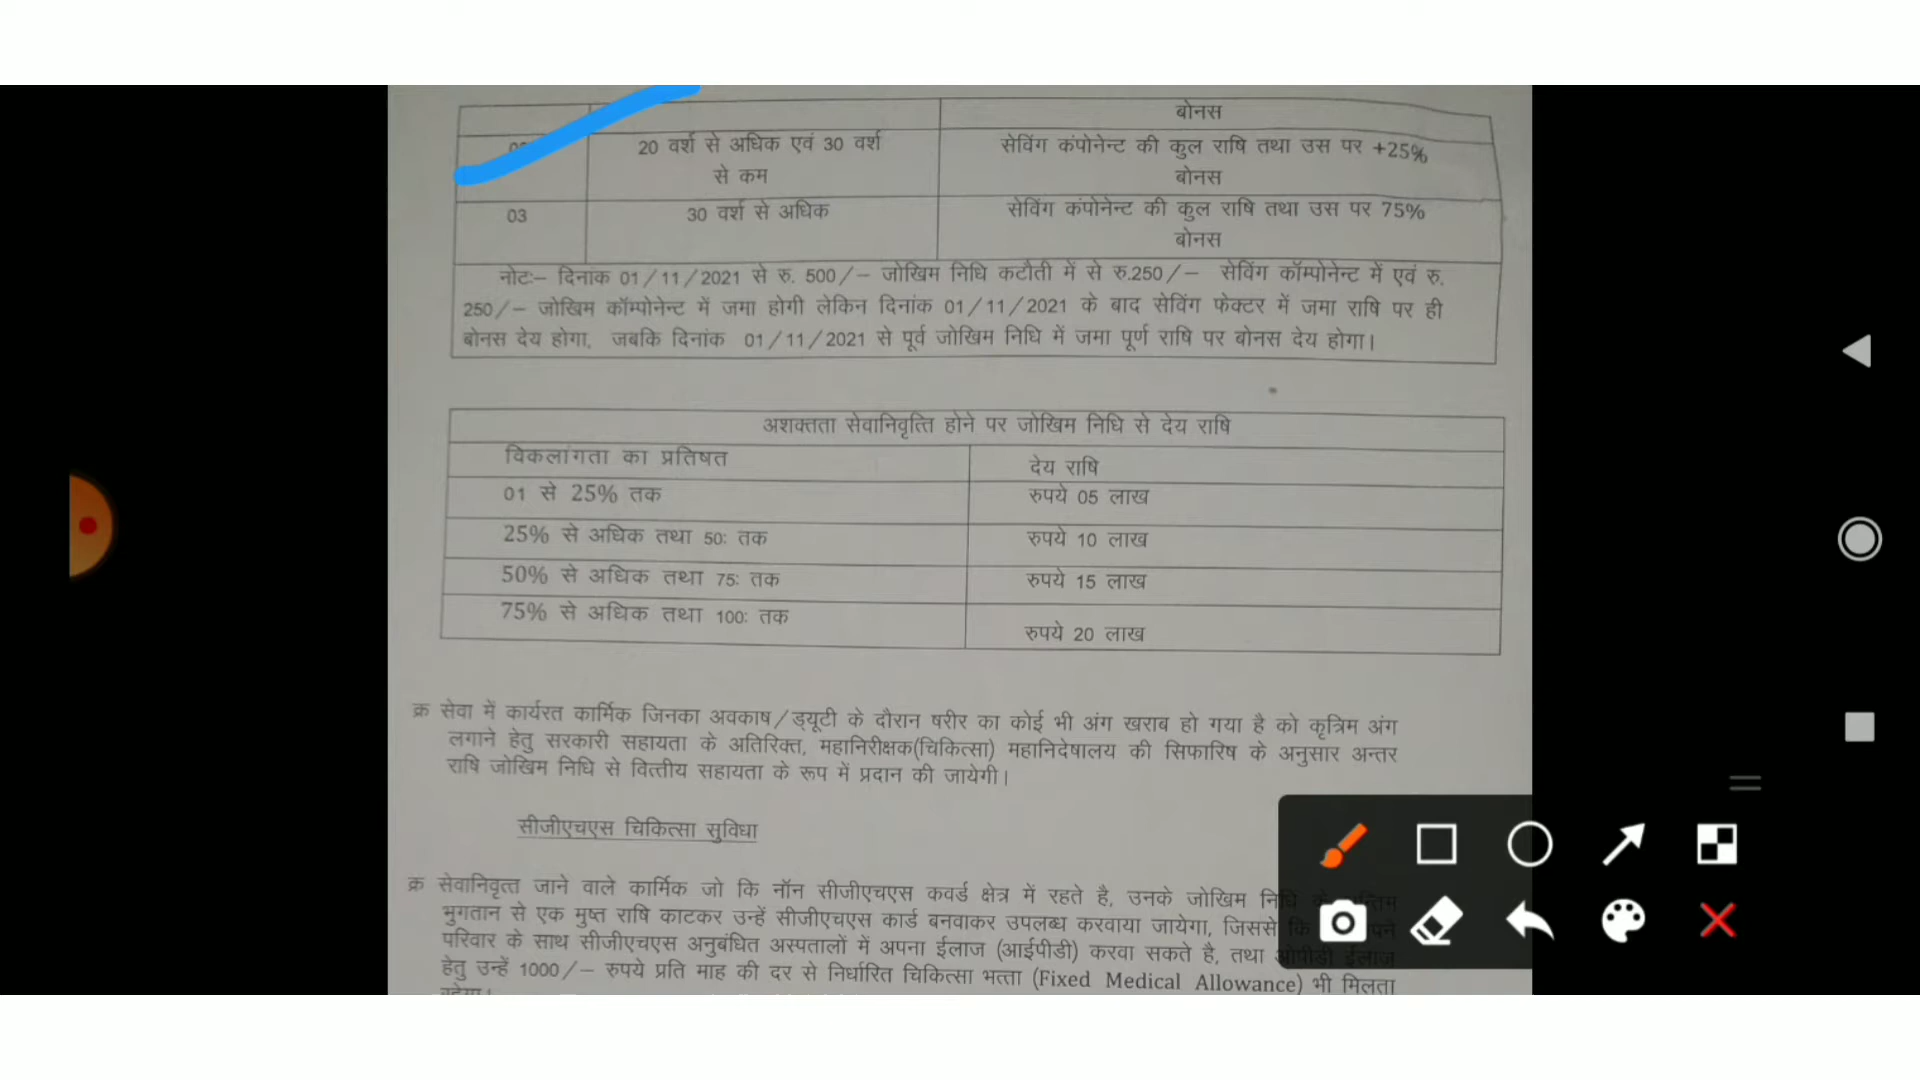 बोनस
20 वर्श से अधिक एवं 30 वर्श
से कम
सेविंग कंपोनेन्ट की कुल राषि तथा उस पर +25%
बोनस
03
30 वर्श से अधिक
सेविंग कंपोनेन्ट की कुल राषि तथा उस पर 75%
बोनस
नोटः– दिनांक 01/11/2021 से रु. 500/– जोखिम निधि कटौती में से रु.250/– सेविंग कॉम्पोनेन्ट में एवं रु.
250/– जोखिम कॉम्पोनेन्ट में जमा होगी लेकिन दिनांक 01/11/2021 के बाद सेविंग फेक्टर में जमा राषि पर ही
बोनस देय होगा, जबकि दिनांक 01/11/2021 से पूर्व जोखिम निधि में जमा पूर्ण राषि पर बोनस देय होगा।
अशक्तता सेवानिवृत्ति होने पर जोखिम निधि से देय राषि
विकलांगता का प्रतिषत
देय राषि
01 से 25% तक
रुपये 05 लाख
25% से अधिक तथा 50ः तक
रुपये 10 लाख
50% से अधिक तथा 75ः तक
रुपये 15 लाख
75% से अधिक तथा 100ः तक
रुपये 20 लाख
क्र सेवा में कार्यरत कार्मिक जिनका अवकाष/ड्यूटी के दौरान षरीर का कोई भी अंग खराब हो गया है को कृत्रिम अंग
लगाने हेतु सरकारी सहायता के अतिरिक्त, महानिरीक्षक(चिकित्सा) महानिदेषालय की सिफारिष के अनुसार अन्तर
राषि जोखिम निधि से वित्तीय सहायता के रूप में प्रदान की जायेगी।
सीजीएचएस चिकित्सा सुविधा
क्र सेवानिवृत्त जाने वाले कार्मिक जो कि नॉन सीजीएचएस कवर्ड क्षेत्र में रहते है, उनके जोखिम
भुगतान से एक मुष्त राषि काटकर उन्हें सीजीएचएस कार्ड बनवाकर उपलब्ध करवाया जायेगा, जिससे कि
परिवार के साथ सीजीएचएस अनुबंधित अस्पतालों में अपना ईलाज (आईपीडी) करवा सकते है, तथा ओपीडी ईलाज
हेतु उन्हें 1000/– रुपये प्रति माह की दर से निर्धारित चिकित्सा भत्ता (Fixed Medical Allowance) भी मिलता